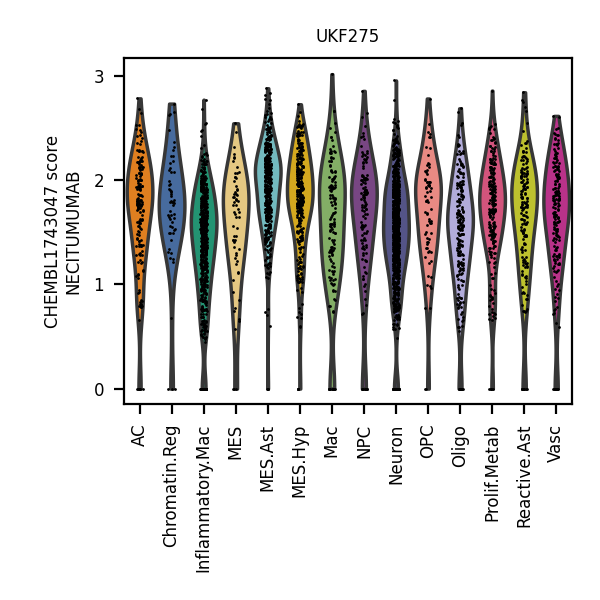 UKF275
CHEMBL1743047 score
NECITUMUMAB
3
2
1
0
AC
Chromatin.Reg
Inflammatory.Mac
MES
MES.Ast
MES.Hyp
Mac
NPC
Neuron
OPC
Oligo
Prolif.Metab
Reactive.Ast
Vasc